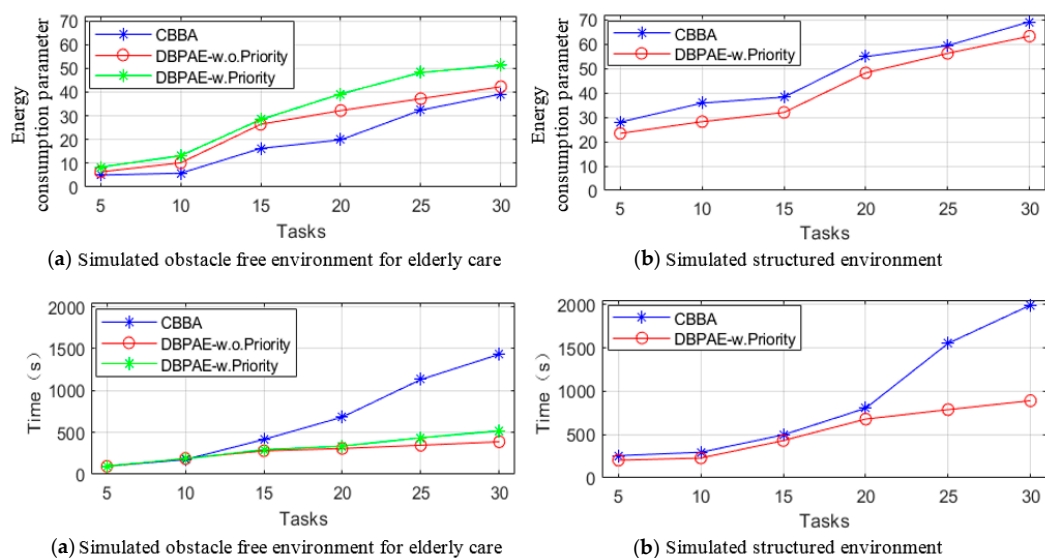 70
60
50
40
30
20
10
0
Energy
consumption parameter
CBBA
DBPAE-w.o.Priority
DBPAE-w.Priority
5 10 15 20 25 30
Tasks
(a) Simulated obstacle free environment for elderly care
70
60
50
40
30
20
10
0
Energy
consumption parameter
CBBA
DBPAE-w.Priority
5 10 15 20 25 30
Tasks
(b) Simulated structured environment
2000
1500
1000
500
0
Time（s）
CBBA
DBPAE-w.o.Priority
DBPAE-w.Priority
5 10 15 20 25 30
Tasks
(a) Simulated obstacle free environment for elderly care
2000
1500
1000
500
0
Time（s）
CBBA
DBPAE-w.Priority
5 10 15 20 25 30
Tasks
(b) Simulated structured environment